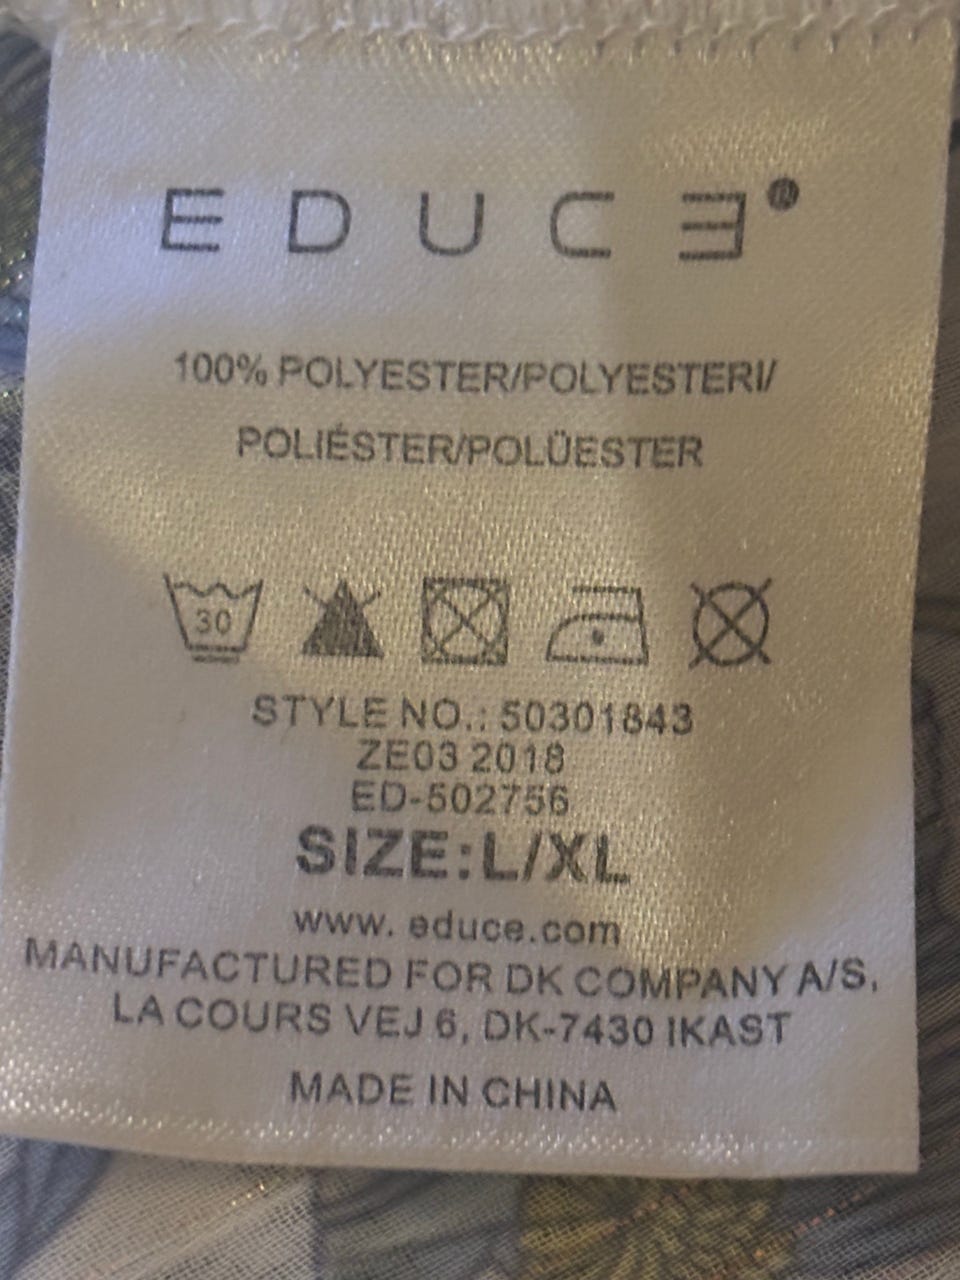 EDUCE®
100% POLYESTER/POLYESTERI/
POLIÉSTER/POLÜESTER
30
STYLE NO.: 50301843
ZE03 2018
ED-502756
SIZE:L/XL
www. educe.com
MANUFACTURED FOR DK COMPANY A/S,
LA COURS VEJ 6, DK-7430 IKAST
MADE IN CHINA